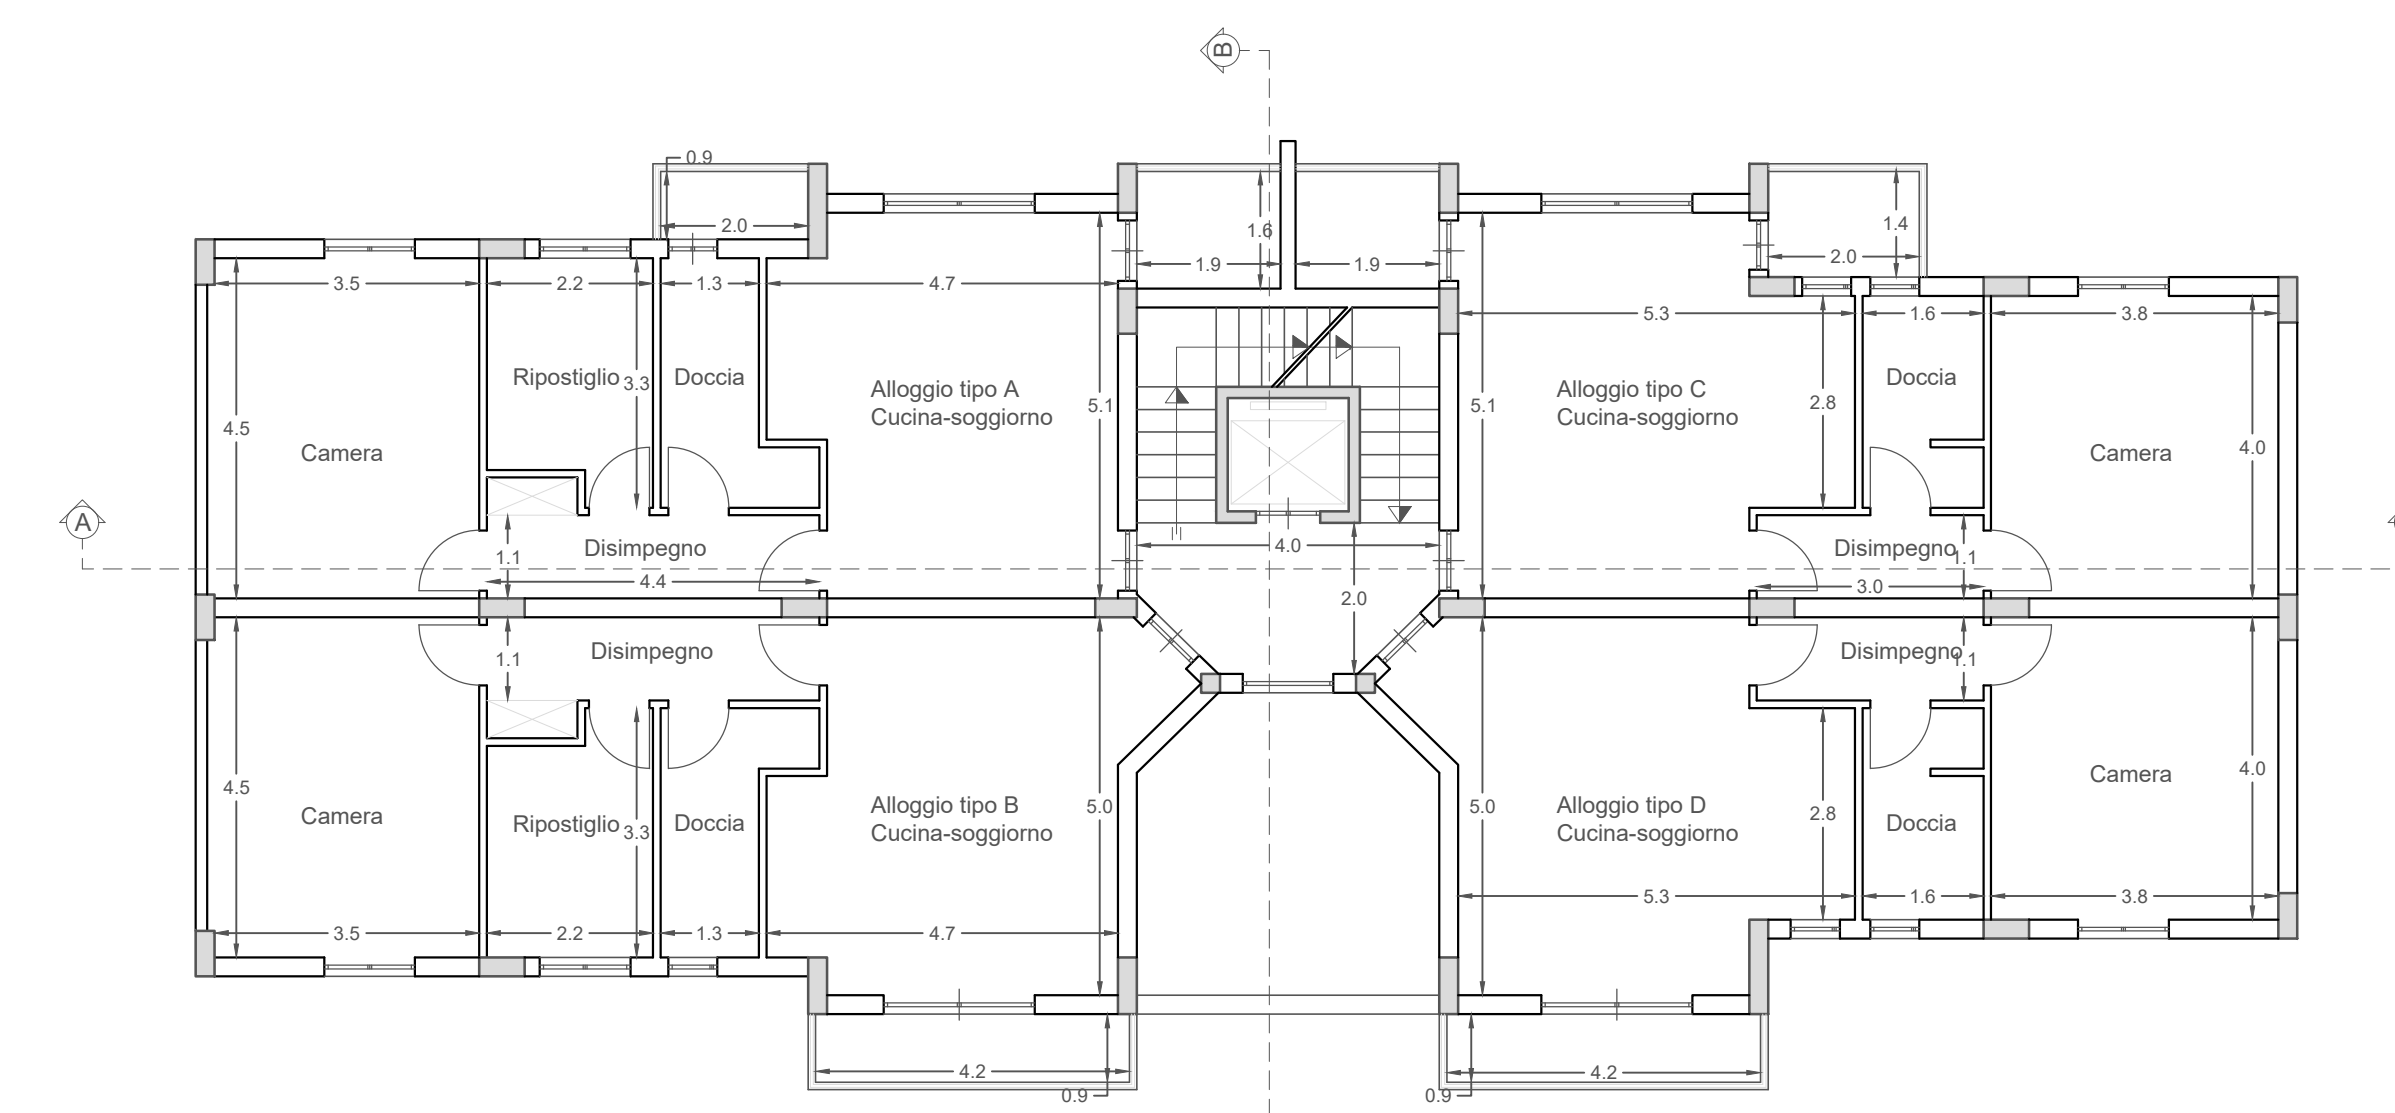 B
0.9
2.0
1.4
1.6
2.0
1.9
1.9
3.5
2.2
1.3
4.7
5.3
1.6
3.8
Ripostiglio
3.3
Doccia
Alloggio tipo A
Cucina-soggiorno
5.1
5.1
Alloggio tipo C
Cucina-soggiorno
2.8
Doccia
4.5
Camera
Camera
4.0
A
Disimpegno
1.1
4.4
4.0
2.0
Disimpegno
1.1
3.0
Disimpegno
1.1
Disimpegno
1.1
4.5
Camera
Ripostiglio
3.3
Doccia
Alloggio tipo B
Cucina-soggiorno
5.0
5.0
Alloggio tipo D
Cucina-soggiorno
2.8
Doccia
Camera
4.0
3.5
2.2
1.3
4.7
5.3
1.6
3.8
4.2
0.9
4.2
0.9